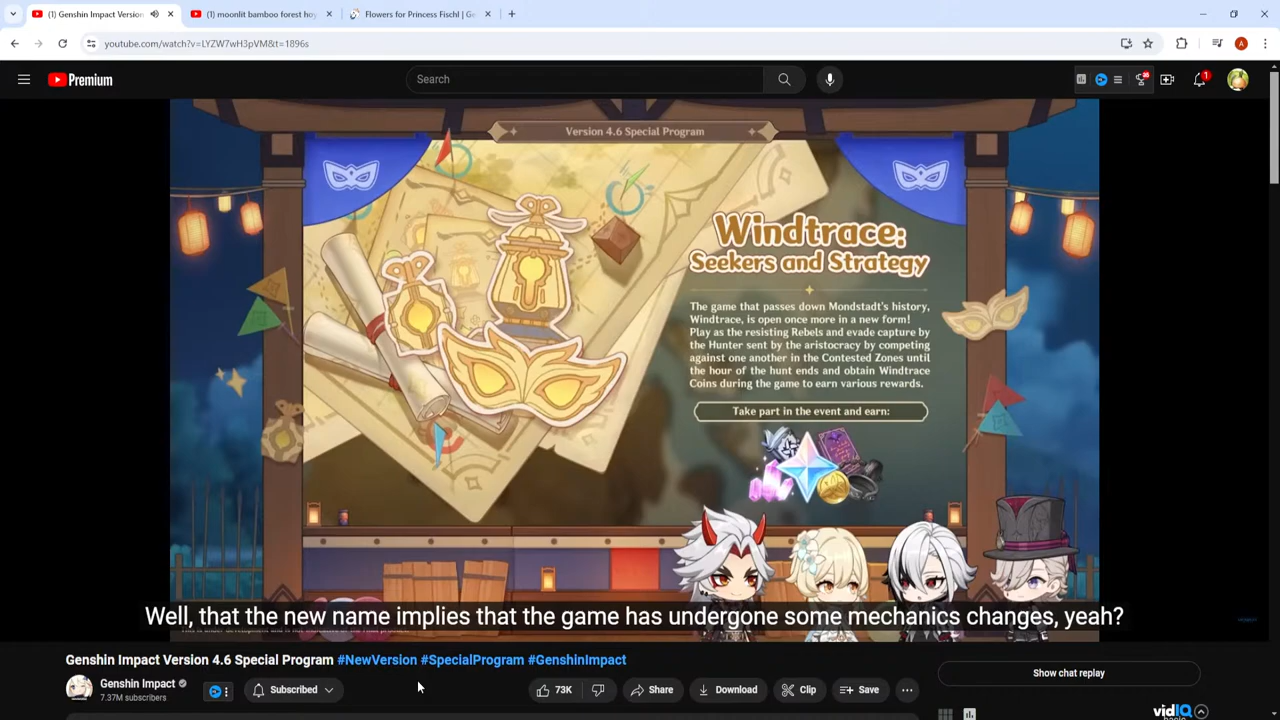 (1) Genshin Impact Version
(1) moonlit bamboo forest hoy
Flowers for Princess Fischl | Ge
youtube.com/watch?v=LYZW7wH3pVM&t=1896s
A
Premium
Search
1
Version 4.6 Special Program
Windtrace:
Seekers and Strategy
The game that passes down Mondstadt's history,
Windtrace, is open once more in a new form!
Play as the resisting Rebels and evade capture by
the Hunter sent by the aristocracy by competing
against one another in the Contested Zones until
the hour of the hunt ends and obtain Windtrace
Coins during the game to earn various rewards.
Take part in the event and earn:
Well, that the new name implies that the game has undergone some mechanics changes, yeah?
Genshin Impact Version 4.6 Special Program #NewVersion #SpecialProgram #GenshinImpact
Genshin Impact
7.37M subscribers
Subscribed
73K
Share
Download
Clip
Save
Show chat replay
vidIQ
basic